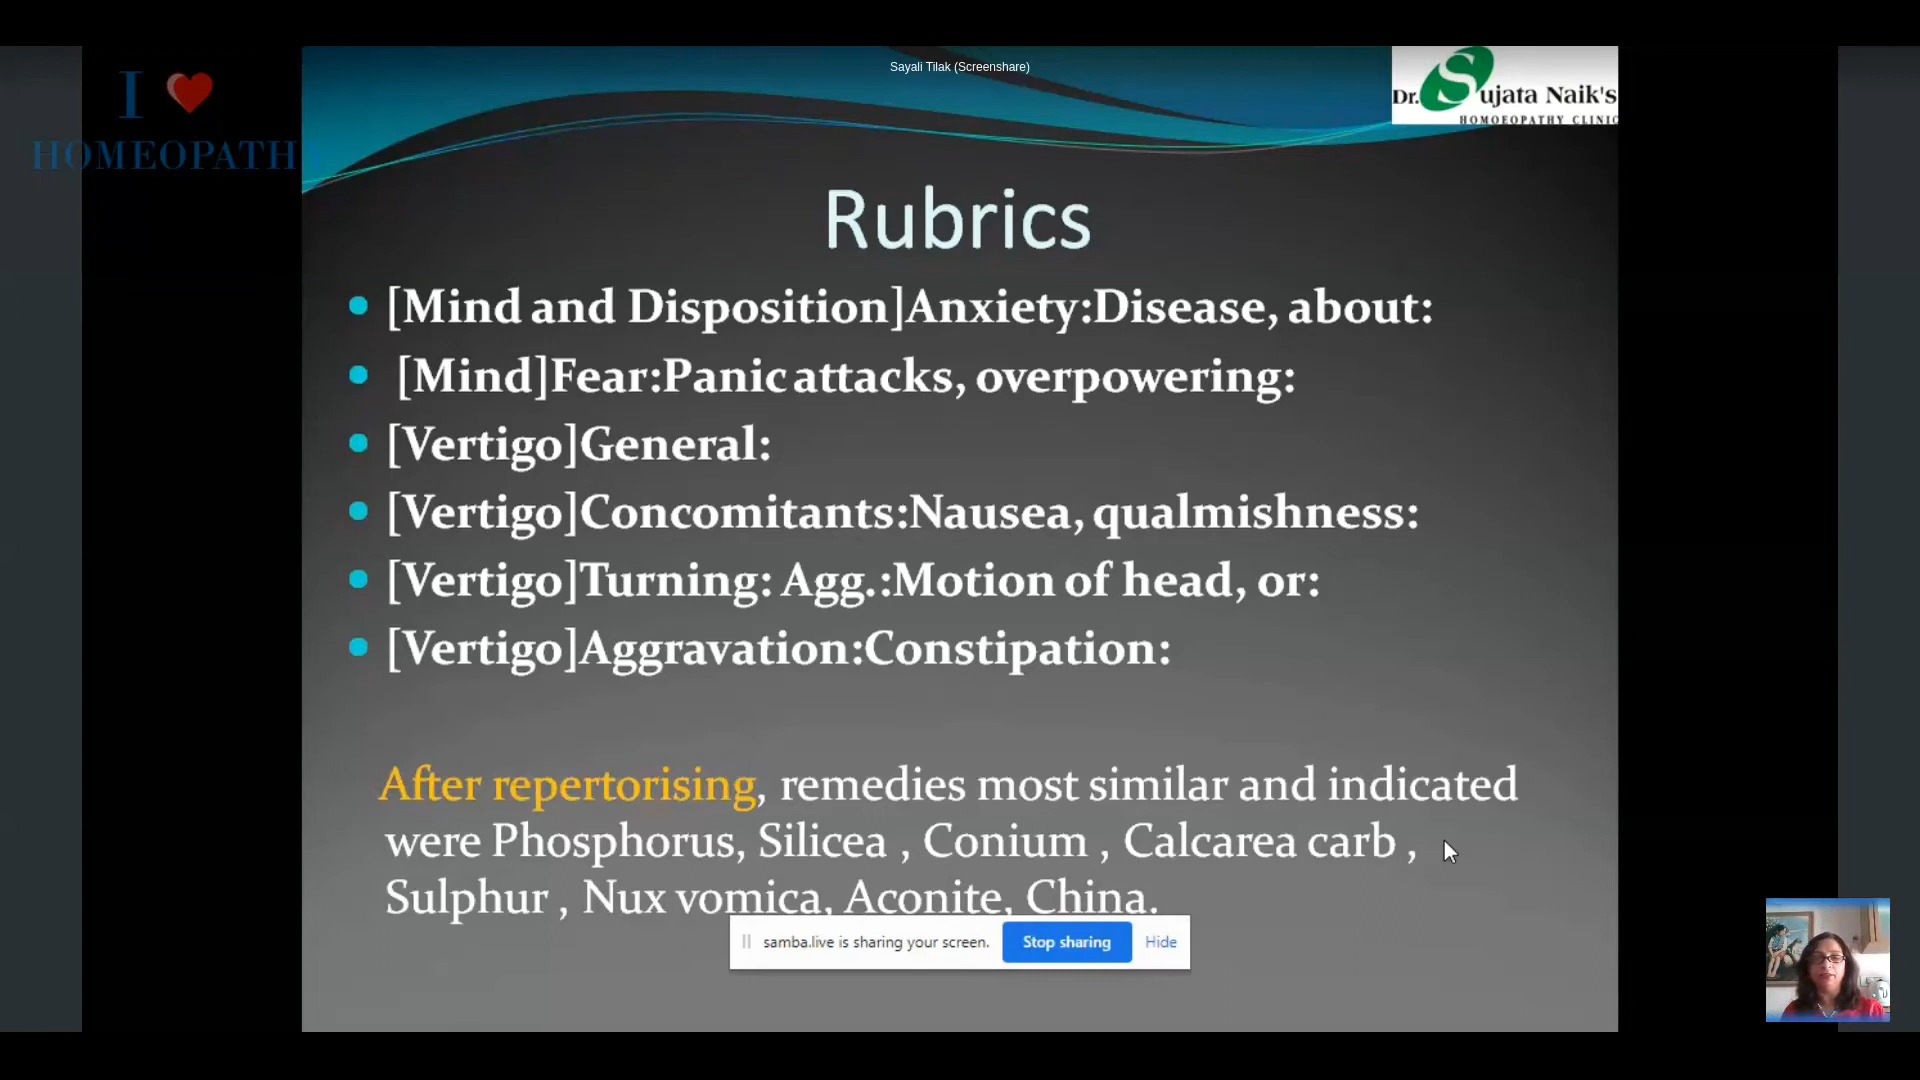 Sayali Tilak (Screenshare)
I
HOMEOPATH
Dr. Sujata Naik's
HOMOEOPATHY CLINIC
Rubrics
[Mind and Disposition]Anxiety:Disease, about:
[Mind]Fear:Panic attacks, overpowering:
[Vertigo]General:
[Vertigo]Concomitants:Nausea, qualmishness:
[Vertigo]Turning: Agg.:Motion of head, or:
[Vertigo]Aggravation:Constipation:
After repertorising, remedies most similar and indicated
were Phosphorus, Silicea , Conium , Calcarea carb ,
Sulphur , Nux vomica, Aconite, China.
samba.live is sharing your screen. Stop sharing Hide